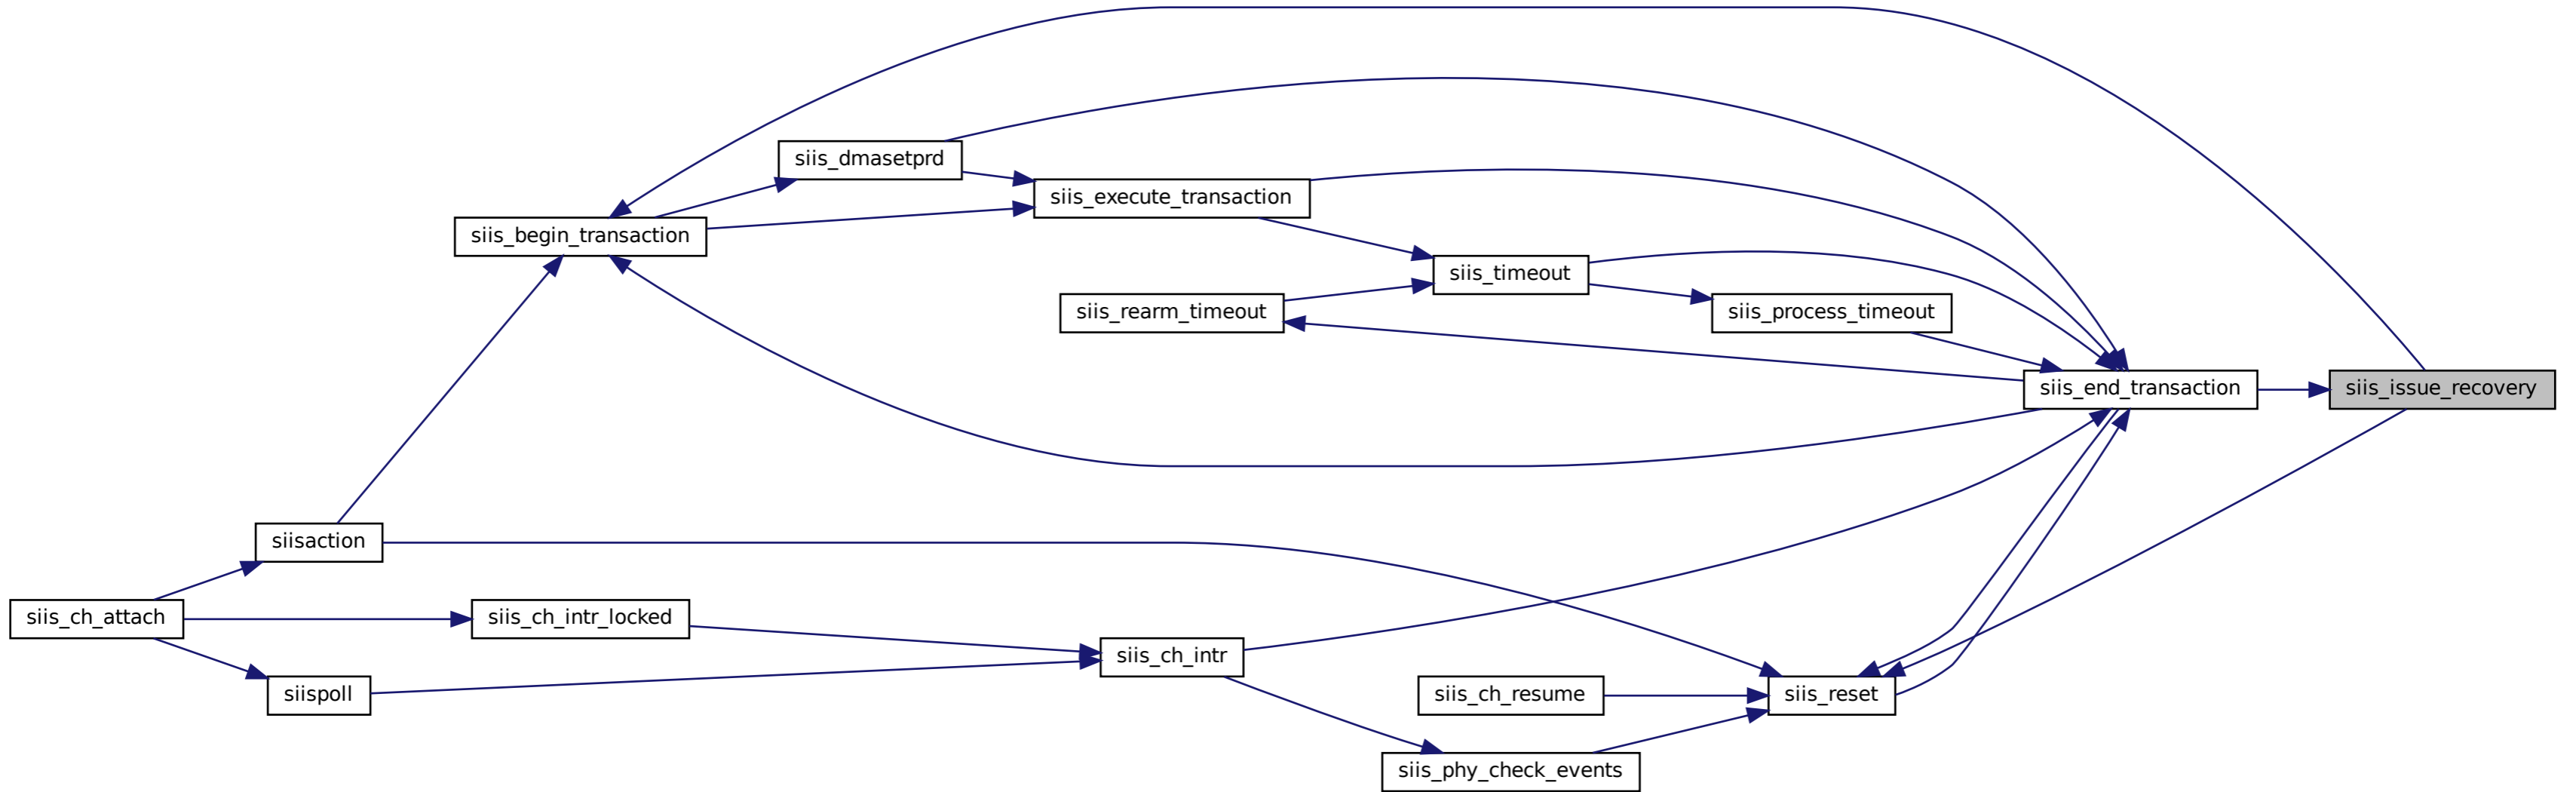 siis_dmasetprd
siis_execute_transaction
siis_begin_transaction
siis_timeout
siis_rearm_timeout
siis_process_timeout
siis_end_transaction
siis_issue_recovery
siisaction
siis_ch_attach
siis_ch_intr_locked
siis_ch_intr
siispoll
siis_ch_resume
siis_reset
siis_phy_check_events